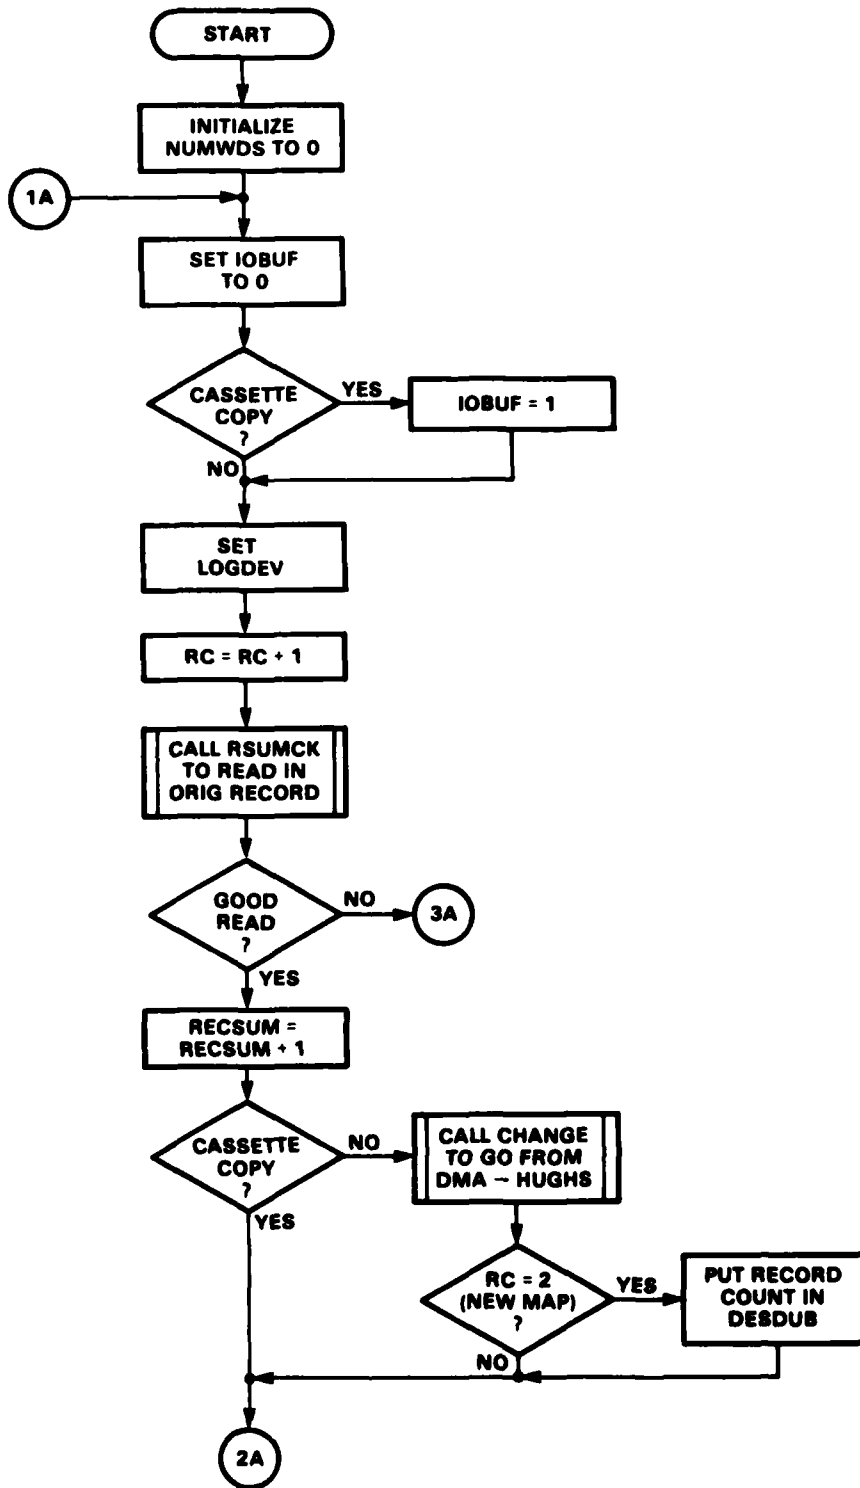 START
INITIALIZE
NUMWDS TO 0
1A
SET IOBUF
TO 0
CASSETTE
COPY
?
YES
IOBUF = 1
NO
SET
LOGDEV
RC = RC + 1
CALL RSUMCK
TO READ IN
ORIG RECORD
GOOD
READ
?
NO
3A
YES
RECSUM =
RECSUM + 1
CASSETTE
COPY
?
NO
CALL CHANGE
TO GO FROM
DMA – HUGHS
YES
RC = 2
(NEW MAP)
?
YES
PUT RECORD
COUNT IN
DESDUB
NO
2A